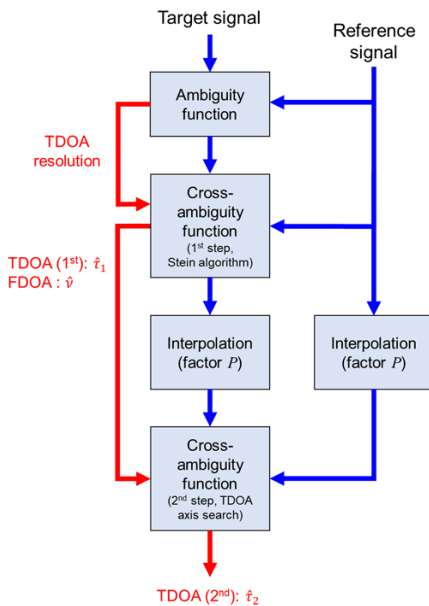 Target signal
Reference
signal
Ambiguity
function
TDOA
resolution
Cross-
ambiguity
function
(1st step,
Stein algorithm)
TDOA (1st): τ̂₁
FDOA : ν̂
Interpolation
(factor P)
Interpolation
(factor P)
Cross-
ambiguity
function
(2nd step, TDOA
axis search)
TDOA (2nd): τ̂₂